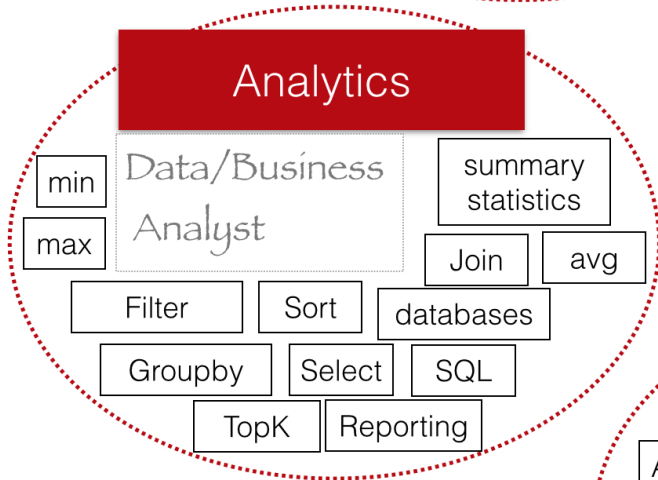 Analytics
Data/Business
Analyst
min
max
summary
statistics
Join
avg
Filter
Sort
databases
Groupby
Select
SQL
TopK
Reporting